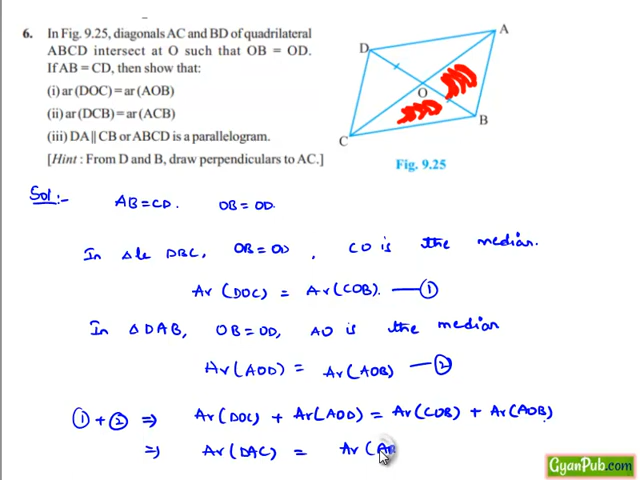 6. In Fig. 9.25, diagonals AC and BD of quadrilateral
ABCD intersect at O such that OB = OD.
If AB = CD, then show that:
(i) ar (DOC) = ar (AOB)
(ii) ar (DCB) = ar (ACB)
(iii) DA || CB or ABCD is a parallelogram.
[Hint : From D and B, draw perpendiculars to AC.]
A
D
O
B
C
Fig. 9.25
Sol:-
AB=CD. OB = OD.
In Δle DBC, OB = OD , CO is the median.
Ar (DOC) = Ar (COB). —— ①
In Δ DAB, OB = OD, AO is the median
Ar (AOD) = Ar (AOB) — ②
① + ② ⇒ Ar (DOC) + Ar (AOD) = Ar (COB) + Ar (AOB)
⇒ Ar (DAC) = Ar (AB
GyanPub.com